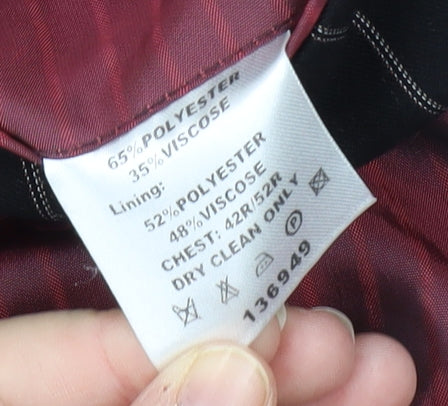 65%POLYESTER
35%VISCOSE
Lining:
52%POLYESTER
48%VISCOSE
CHEST: 42R/52R
DRY CLEAN ONLY
P
136949